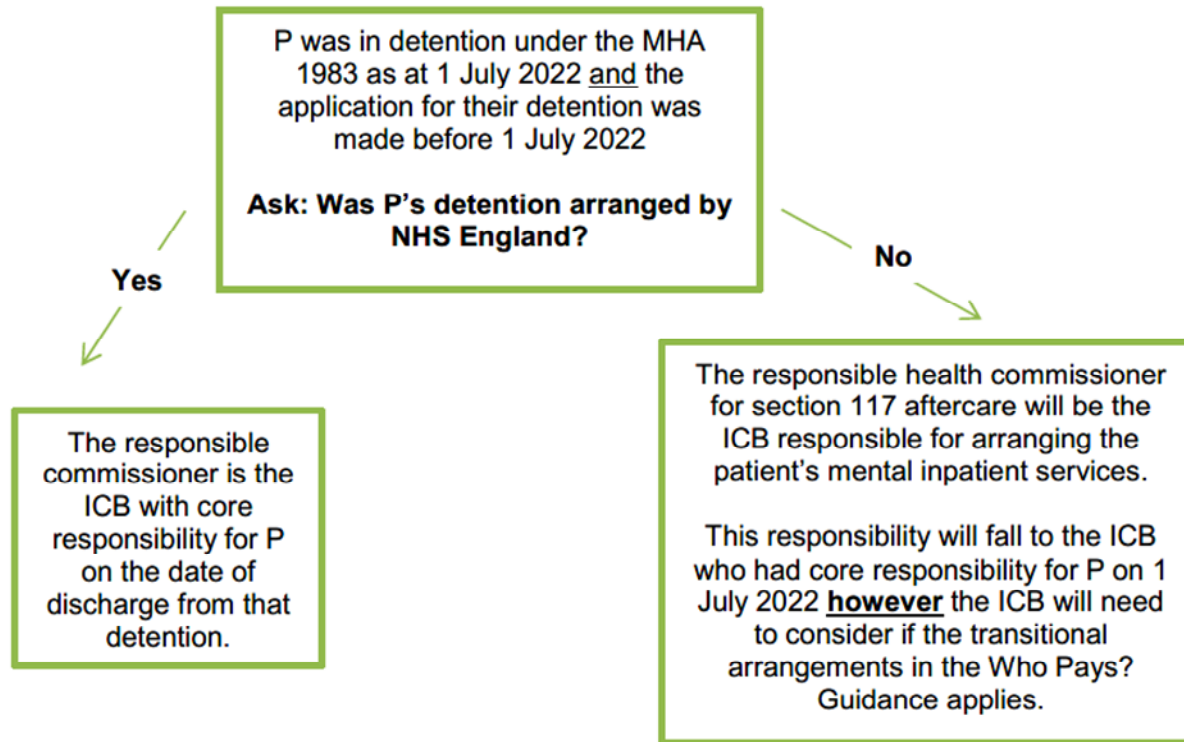 P was in detention under the MHA
1983 as at 1 July 2022 and the
application for their detention was
made before 1 July 2022
Ask: Was P’s detention arranged by
NHS England?
Yes
No
The responsible
commissioner is the
ICB with core
responsibility for P
on the date of
discharge from that
detention.
The responsible health commissioner
for section 117 aftercare will be the
ICB responsible for arranging the
patient’s mental inpatient services.
This responsibility will fall to the ICB
who had core responsibility for P on 1
July 2022 however the ICB will need
to consider if the transitional
arrangements in the Who Pays?
Guidance applies.